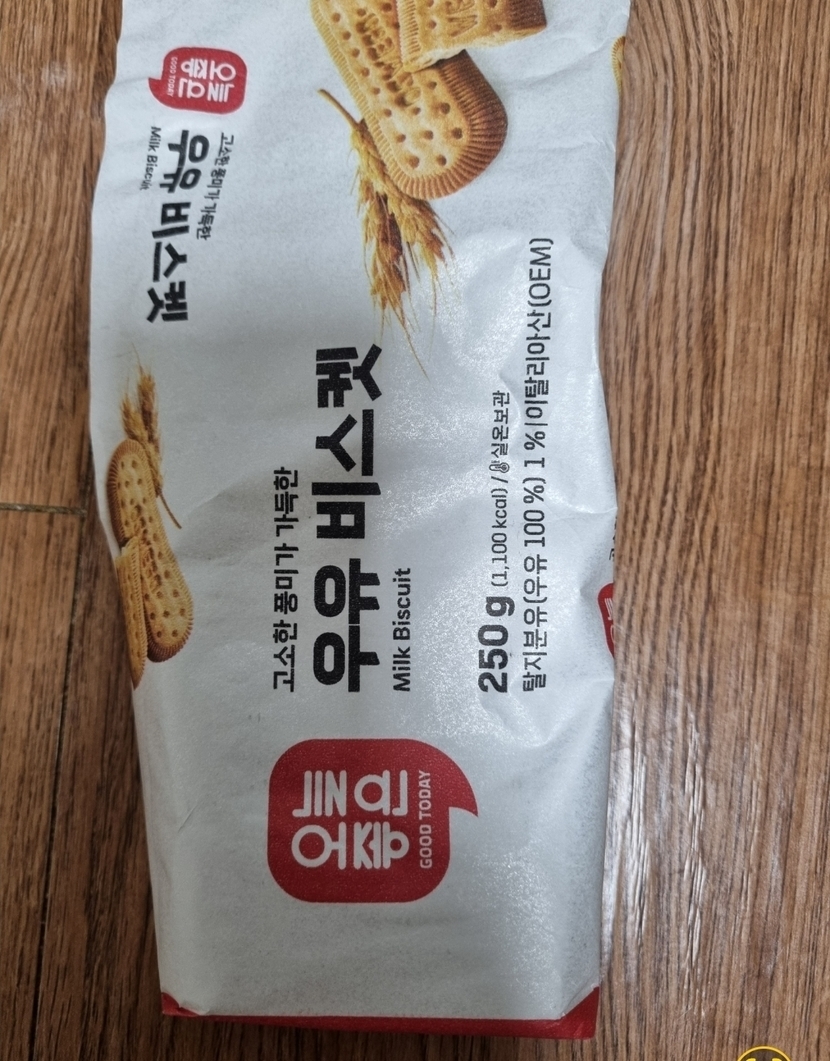 오늘
좋은
GOOD TODAY
고소한 풍미가 가득한
우유 비스켓
Milk Biscuit
250 g (1,100 kcal) / 실온보관
탈지분유(우유 100 %) 1 % | 이탈리아산(OEM)
오늘
좋은
GOOD TODAY
고소한 풍미가 가득한
우유 비스켓
Milk Biscuit